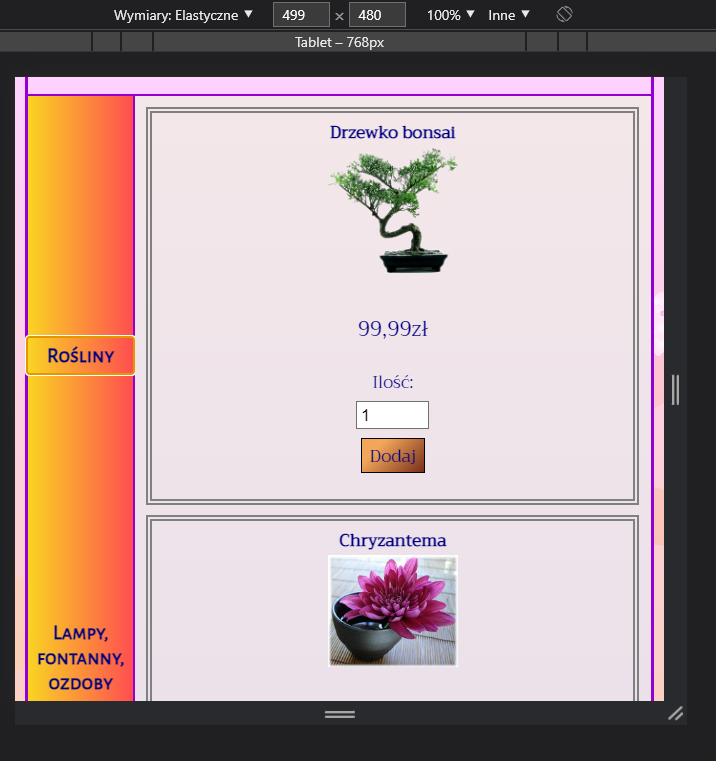 Wymiary: Elastyczne ▼ 499 × 480 100% ▼ Inne ▼
Tablet – 768px
Drzewko bonsai
99,99zł
Rośliny
Ilość:
1
Dodaj
Chryzantema
Lampy,
fontanny,
ozdoby